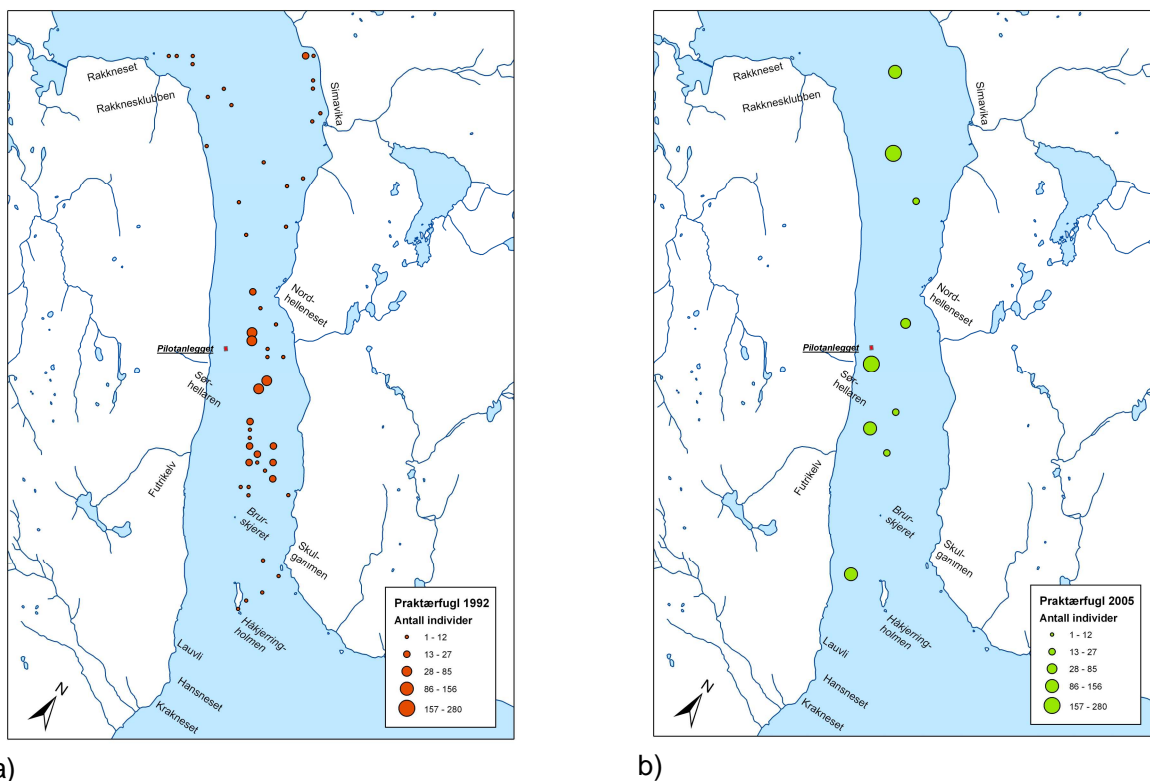 Rakkneset
Rakknesklubben
Simavika
Nord-
helleneset
Pilotanlegget
Sør-
hellaren
Futrikelv
Brur-
skjeret
Skul-
gammen
Håkjerring-
holmen
Lauvli
Hansneset
Krakneset
N
Praktærfugl 1992
Antall individer
1 - 12
13 - 27
28 - 85
86 - 156
157 - 280
a)
Rakkneset
Rakknesklubben
Simavika
Nord-
helleneset
Pilotanlegget
Sør-
hellaren
Futrikelv
Brur-
skjeret
Skul-
gammen
Håkjerring-
holmen
Lauvli
Hansneset
Krakneset
N
Praktærfugl 2005
Antall individer
1 - 12
13 - 27
28 - 85
86 - 156
157 - 280
b)